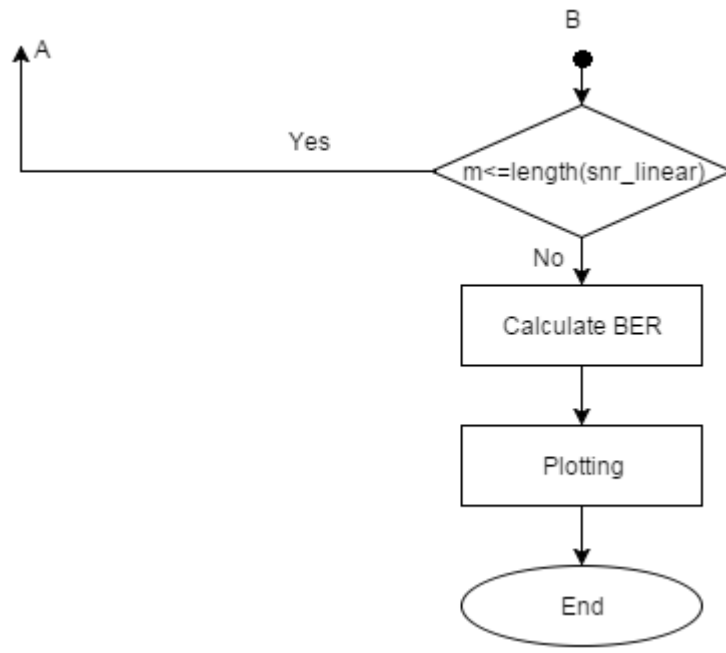 B
A
Yes
m<=length(snr_linear)
No
Calculate BER
Plotting
End